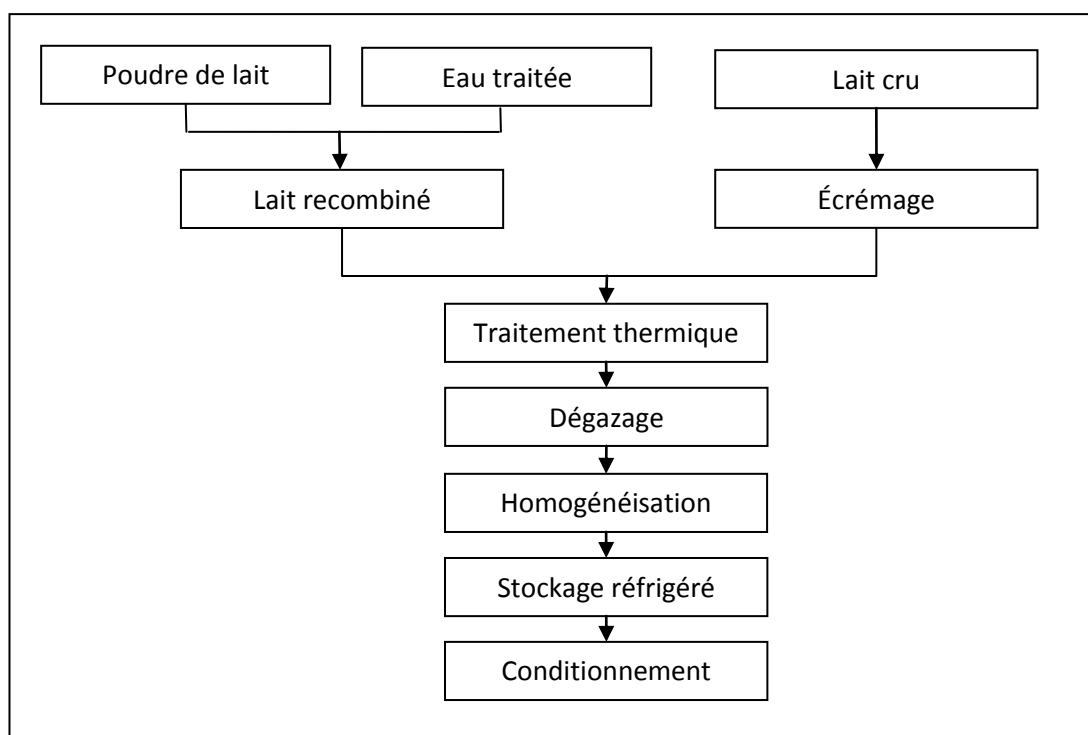 Poudre de lait
Eau traitée
Lait cru
Lait recombiné
Écrémage
Traitement thermique
Dégazage
Homogénéisation
Stockage réfrigéré
Conditionnement